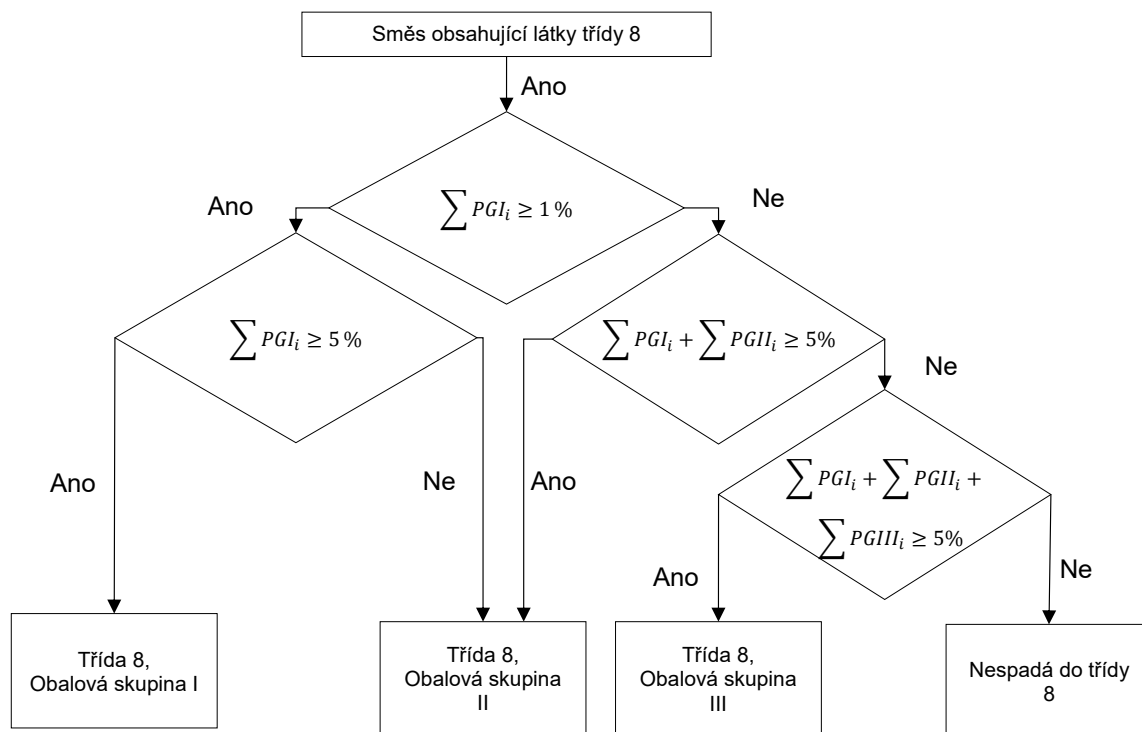 Směs obsahující látky třídy 8
Ano
∑ PGI_i ≥ 1 %
Ano
Ne
∑ PGI_i ≥ 5 %
∑ PGI_i + ∑ PGII_i ≥ 5%
Ano
Ne
Ano
Ne
∑ PGI_i + ∑ PGII_i +
∑ PGIII_i ≥ 5%
Ano
Ne
Třída 8,
Obalová skupina I
Třída 8,
Obalová skupina
II
Třída 8,
Obalová skupina
III
Nespadá do třídy
8